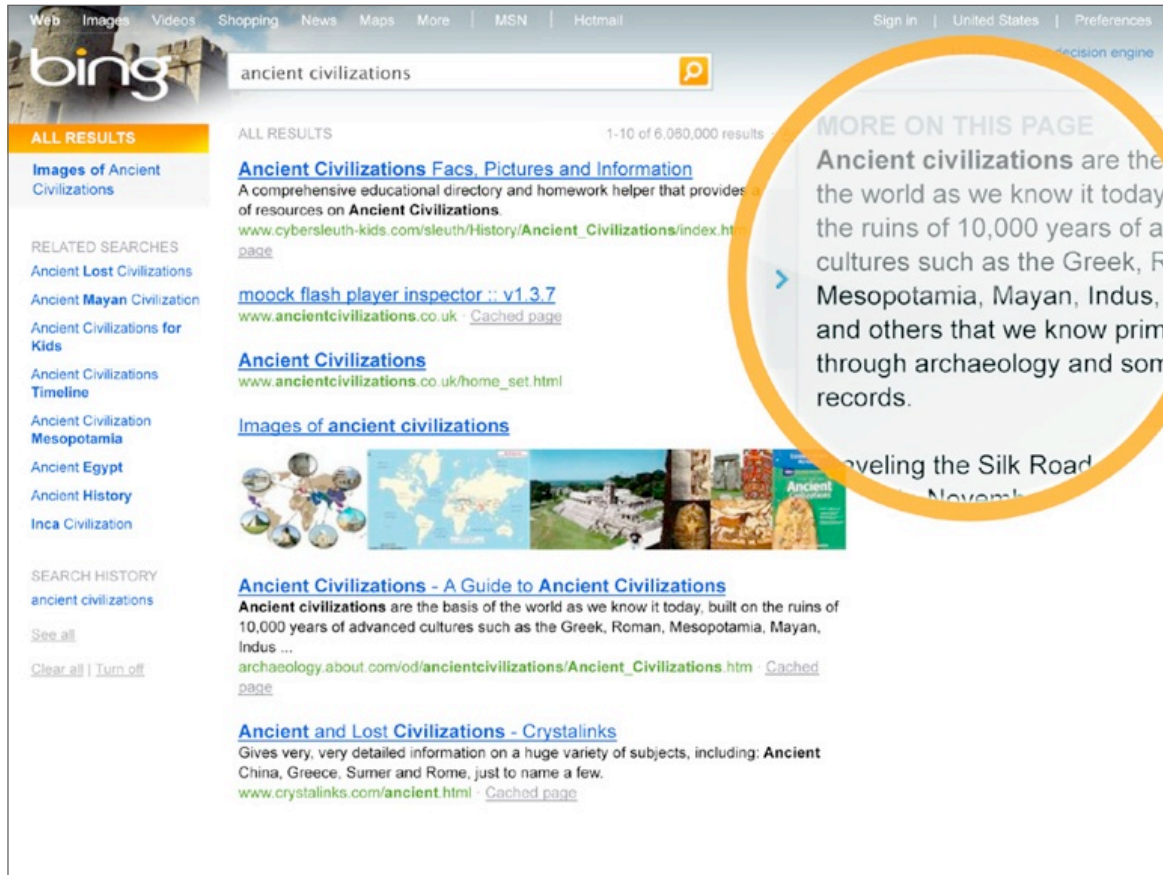 Web Images Videos Shopping News Maps More | MSN | Hotmail
Sign in | United States | Preferences
bing
ancient civilizations
decision engine
ALL RESULTS
Images of Ancient
Civilizations
RELATED SEARCHES
Ancient Lost Civilizations
Ancient Mayan Civilization
Ancient Civilizations for
Kids
Ancient Civilizations
Timeline
Ancient Civilization
Mesopotamia
Ancient Egypt
Ancient History
Inca Civilization
SEARCH HISTORY
ancient civilizations
See all
Clear all | Turn off
ALL RESULTS 1-10 of 6,060,000 results
Ancient Civilizations Facs, Pictures and Information
A comprehensive educational directory and homework helper that provides a
of resources on Ancient Civilizations.
www.cybersleuth-kids.com/sleuth/History/Ancient_Civilizations/index.htm
page
moock flash player inspector :: v1.3.7
www.ancientcivilizations.co.uk · Cached page
Ancient Civilizations
www.ancientcivilizations.co.uk/home_set.html
Images of ancient civilizations
Ancient
Ancient Civilizations - A Guide to Ancient Civilizations
Ancient civilizations are the basis of the world as we know it today, built on the ruins of
10,000 years of advanced cultures such as the Greek, Roman, Mesopotamia, Mayan,
Indus ...
archaeology.about.com/od/ancientcivilizations/Ancient_Civilizations.htm · Cached
page
Ancient and Lost Civilizations - Crystalinks
Gives very, very detailed information on a huge variety of subjects, including: Ancient
China, Greece, Sumer and Rome, just to name a few.
www.crystalinks.com/ancient.html · Cached page
MORE ON THIS PAGE
Ancient civilizations are the
the world as we know it today
the ruins of 10,000 years of a
cultures such as the Greek, R
Mesopotamia, Mayan, Indus,
and others that we know prim
through archaeology and som
records.
aveling the Silk Road
Novemb